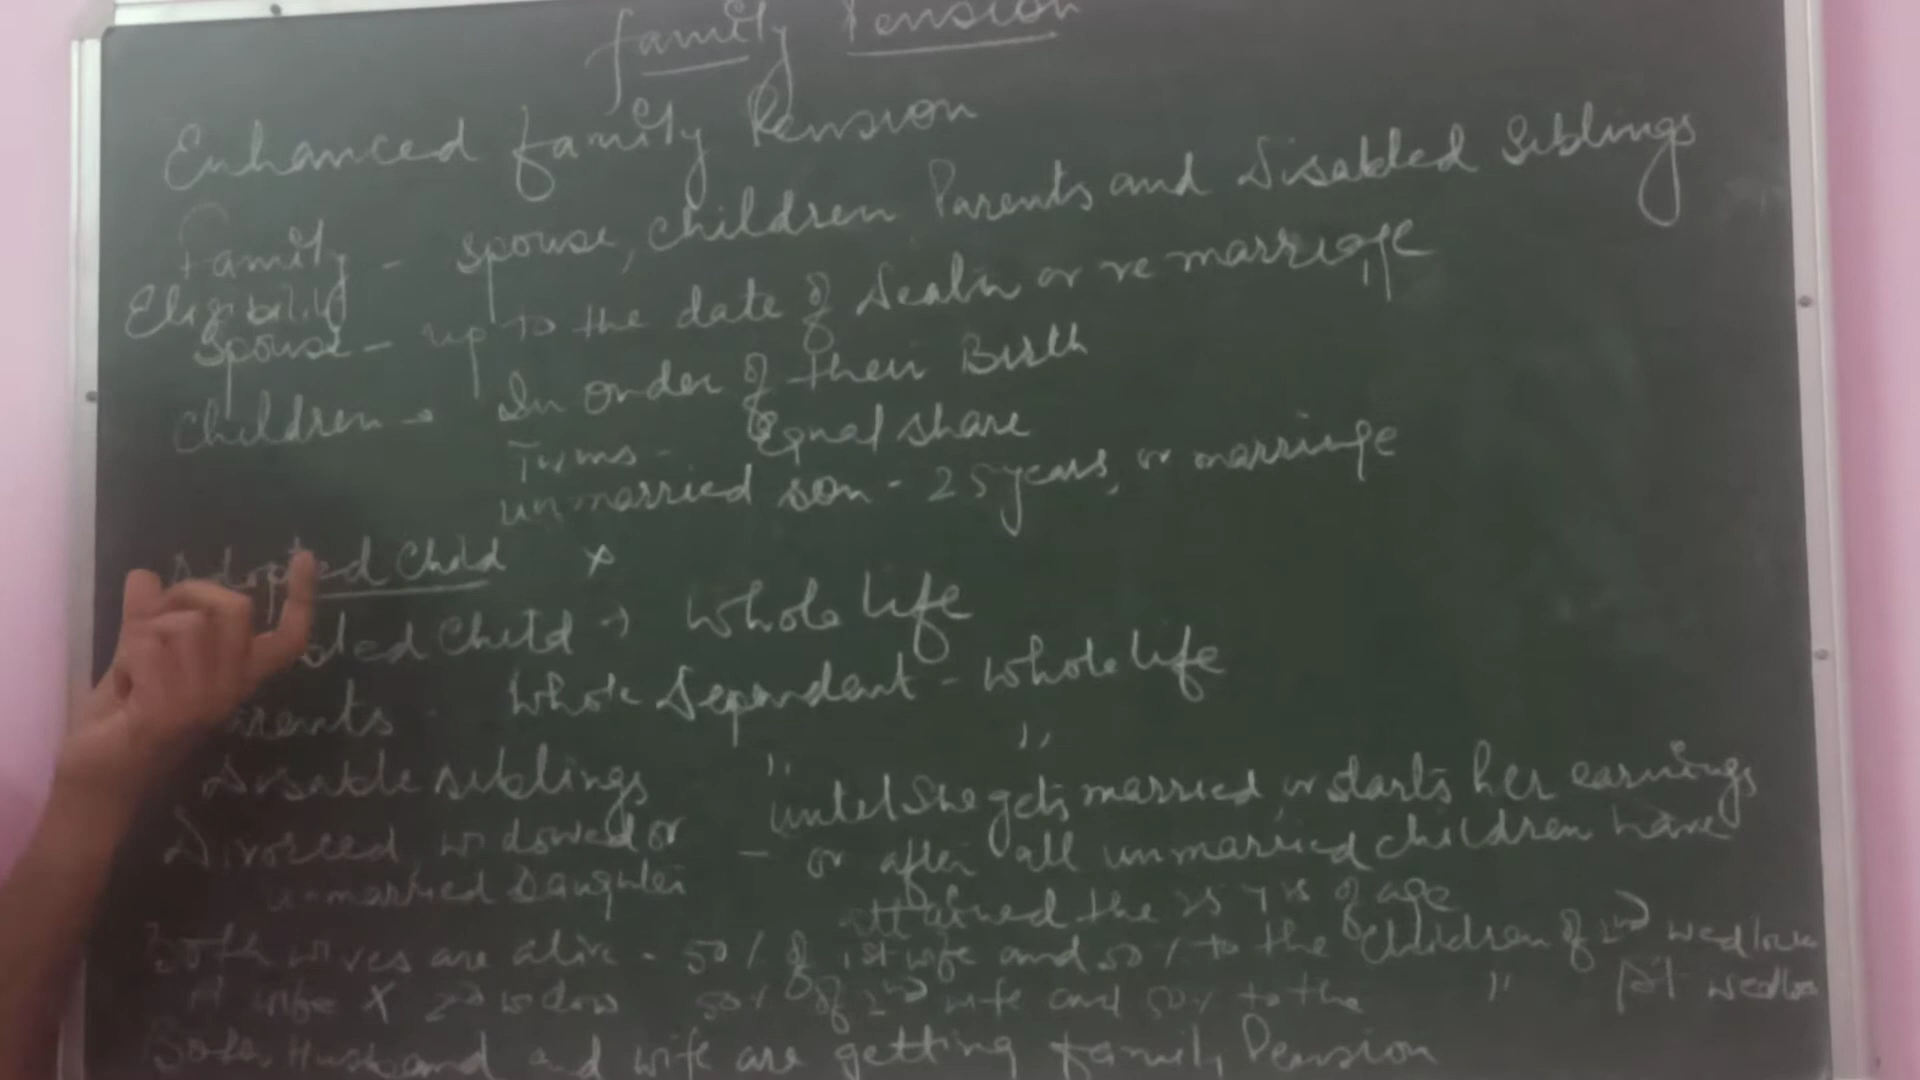 Family Pension
Enhanced family Pension
Family - Spouse, children Parents and Disabled Siblings
Eligibility
Spouse - up to the date of Death or re marriage
Children → In order of their Birth
Twins - Equal share
unmarried son - 25 years, or marriage
Adopted Child x
bled Child → Whole life
rents - Whole Dependant - Whole life
Disable siblings " "
Divorced, widowed or - until She gets married, or starts her earnings
unmarried Daughter or after all unmarried children have
attained the 25 yrs of age
Both wives are alive - 50% of 1st wife and 50% to the Children of 2nd wedlock
wife X 2nd widow 50% of 2nd wife and 50% to the " 1st wedloc
Both Husband and wife are getting family Pension